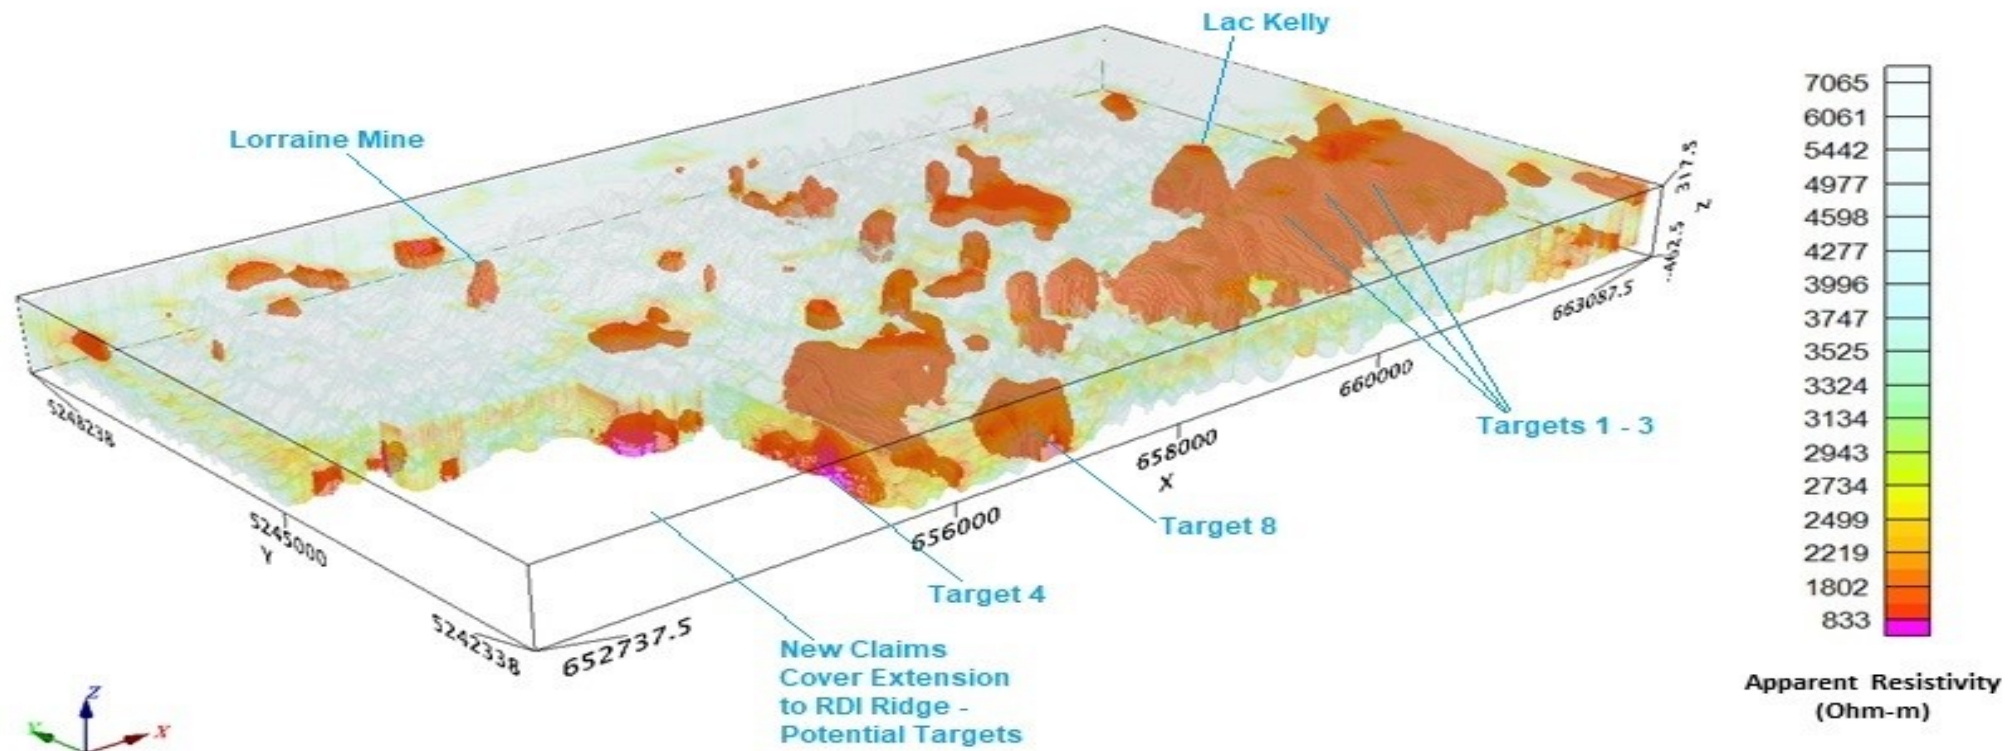 Lac Kelly
Lorraine Mine
7065
6061
5442
4977
4598
4277
3996
3747
3525
3324
3134
2943
2734
2499
2219
1802
833
Apparent Resistivity
(Ohm-m)
317.5
Z
-462.5
663087.5
660000
658000
X
656000
652737.5
5248238
5245000
Y
5242338
Targets 1 - 3
Target 8
Target 4
New Claims
Cover Extension
to RDI Ridge -
Potential Targets
Z
Y
X